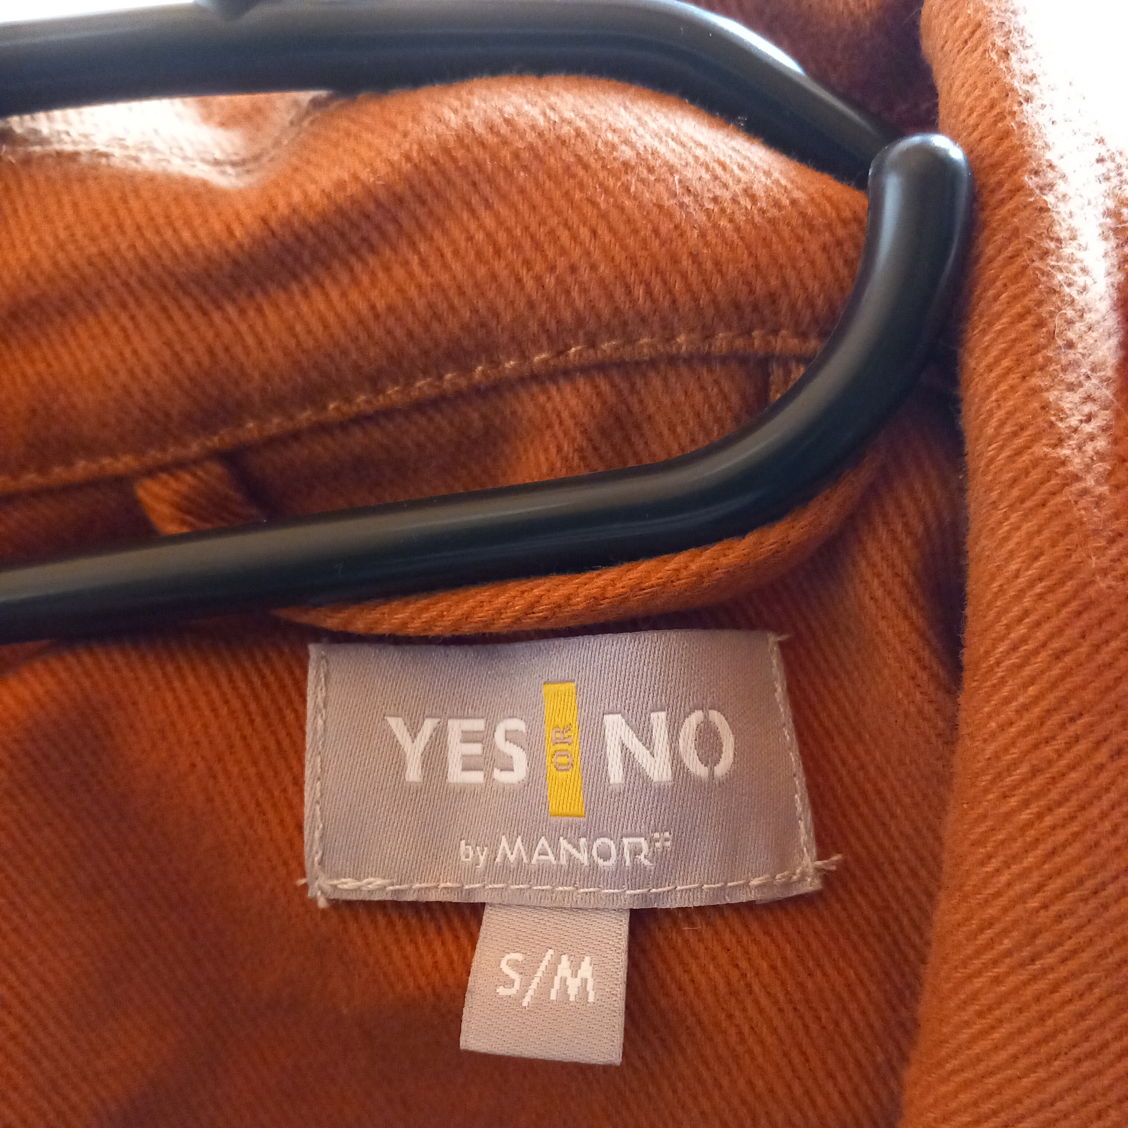 YES OR NO
by MANOR
S/M